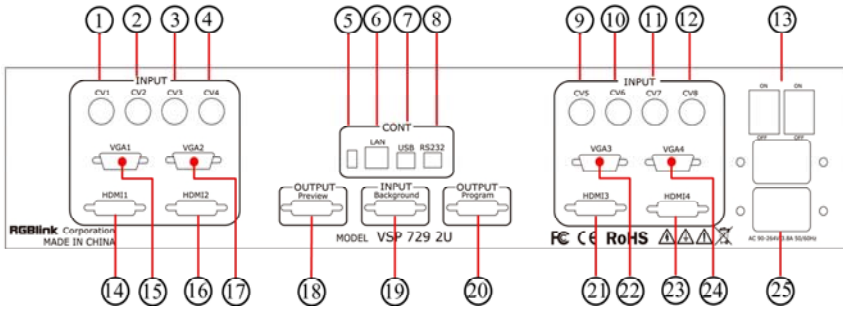 1 2 3 4 5 6 7 8 9 10 11 12 13
INPUT
CV1 CV2 CV3 CV4
VGA1 VGA2
HDMI1 HDMI2
CONT
LAN USB RS232
OUTPUT
Preview
INPUT
Background
OUTPUT
Program
INPUT
CV5 CV6 CV7 CV8
VGA3 VGA4
HDMI3 HDMI4
ON ON
OFF OFF
RGBlink Corporation
MADE IN CHINA
MODEL VSP 729 2U
FC CE RoHS
AC 90-264V 3.8A 50/60Hz
14 15 16 17 18 19 20 21 22 23 24 25